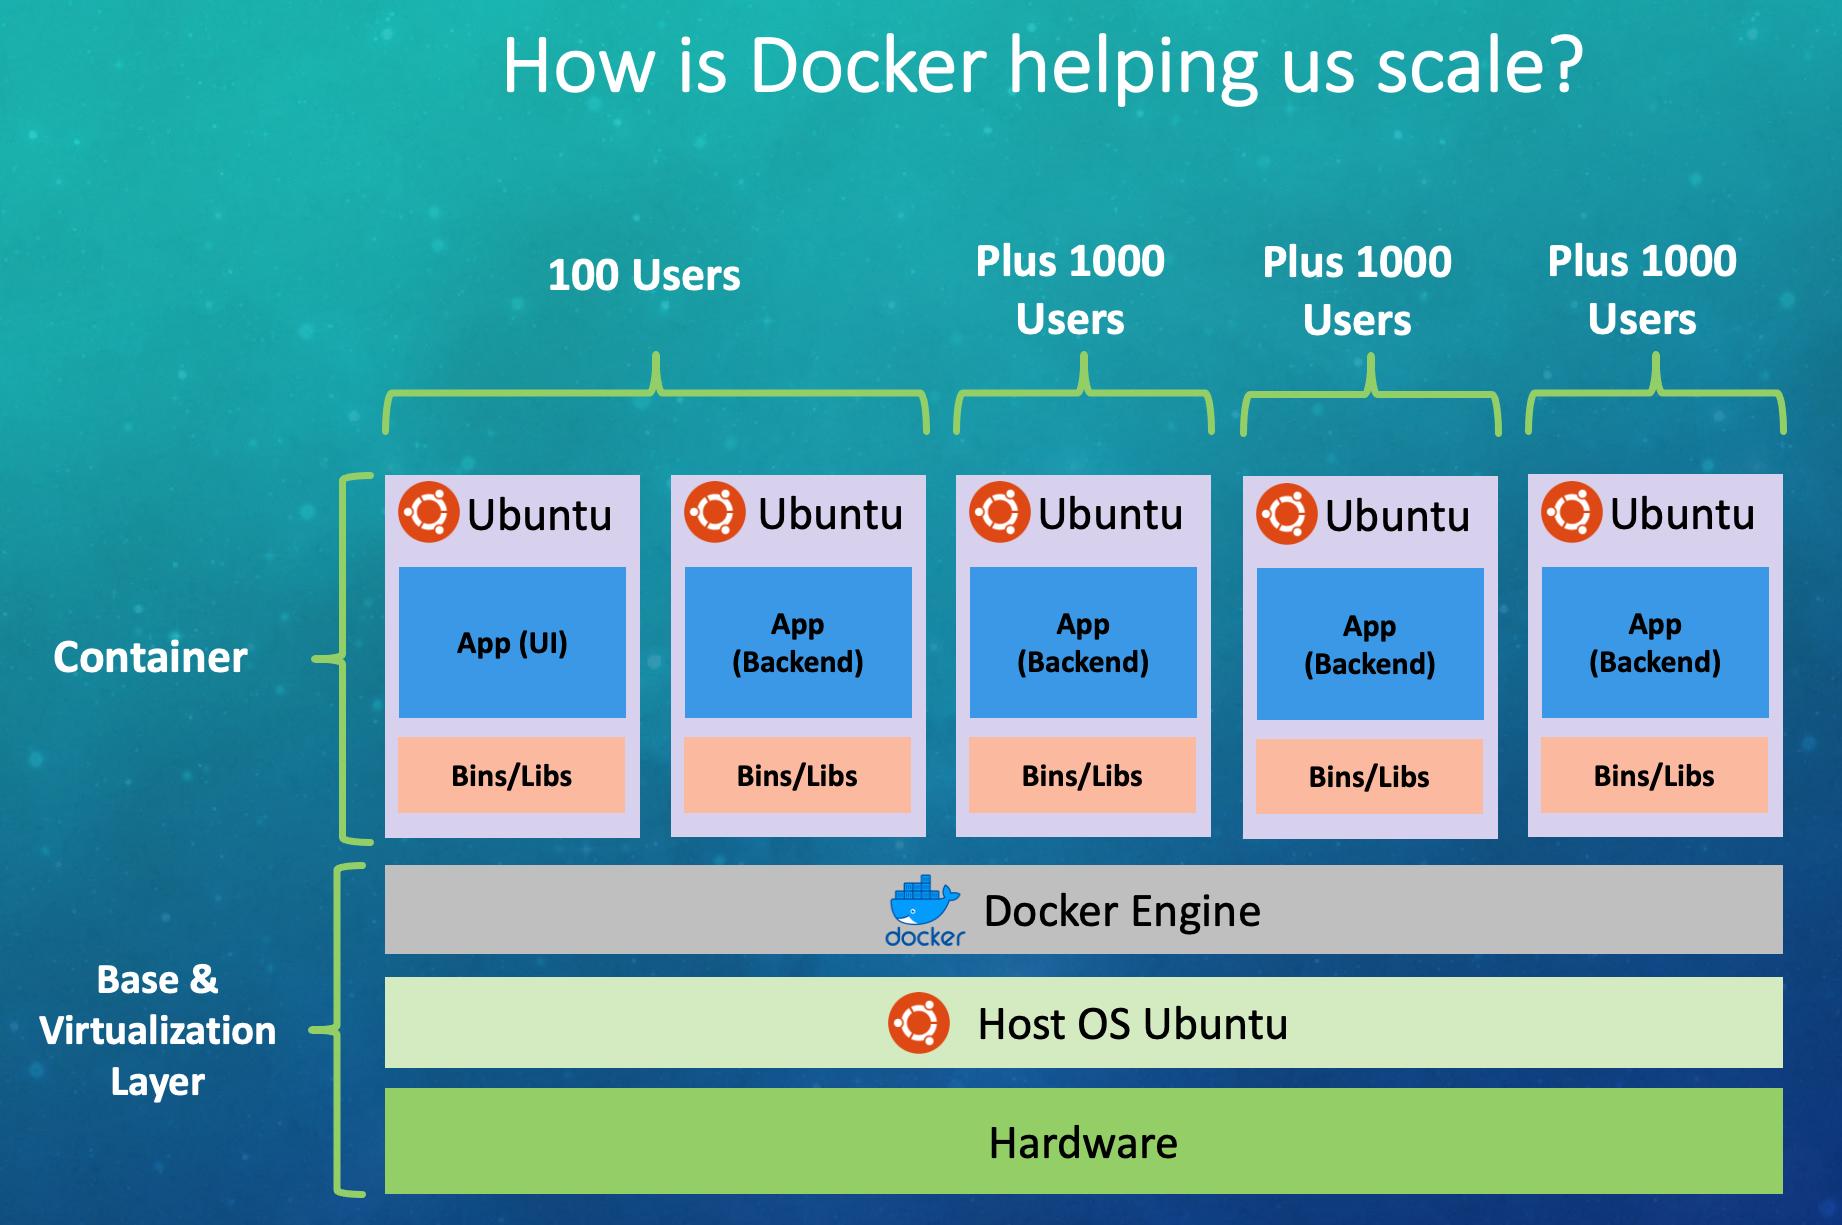 How is Docker helping us scale?
100 Users
Plus 1000
Users
Plus 1000
Users
Plus 1000
Users
Container
Ubuntu
App (UI)
Bins/Libs
Ubuntu
App
(Backend)
Bins/Libs
Ubuntu
App
(Backend)
Bins/Libs
Ubuntu
App
(Backend)
Bins/Libs
Ubuntu
App
(Backend)
Bins/Libs
Base &
Virtualization
Layer
docker
Docker Engine
Host OS Ubuntu
Hardware